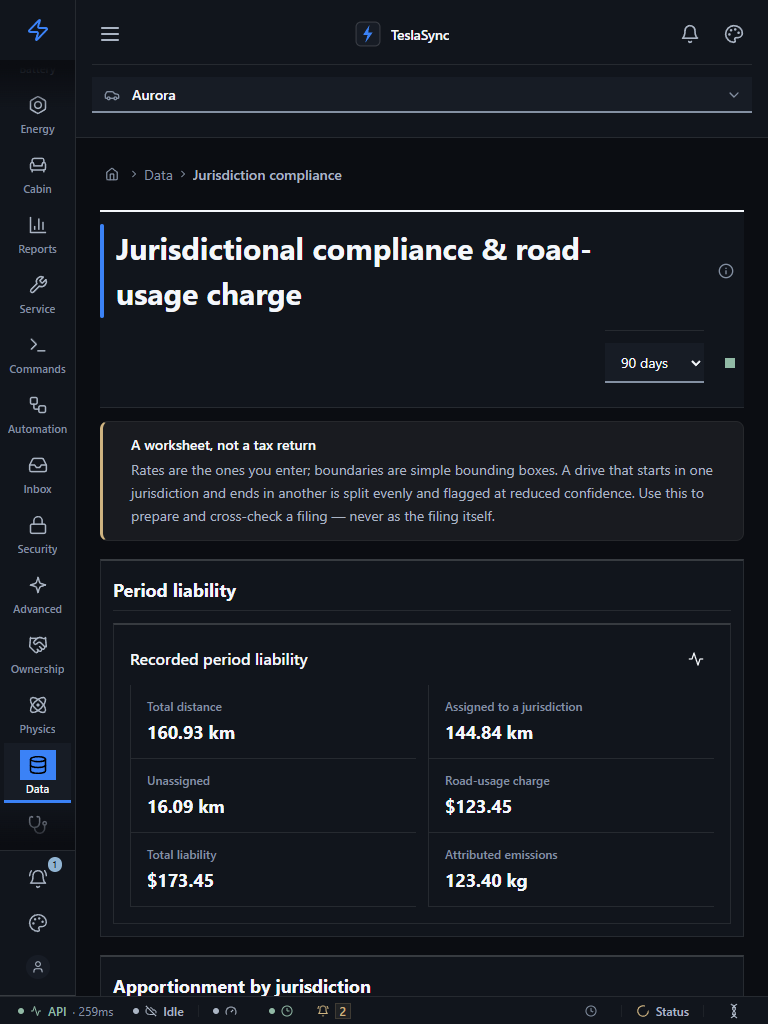 TeslaSync
Aurora
Energy
Cabin
Reports
Service
Commands
Automation
Inbox
Security
Advanced
Ownership
Physics
Data
1
Data
Jurisdiction compliance
Jurisdictional compliance & road-
usage charge
90 days
A worksheet, not a tax return
Rates are the ones you enter; boundaries are simple bounding boxes. A drive that starts in one
jurisdiction and ends in another is split evenly and flagged at reduced confidence. Use this to
prepare and cross-check a filing — never as the filing itself.
Period liability
Recorded period liability
Total distance
160.93 km
Assigned to a jurisdiction
144.84 km
Unassigned
16.09 km
Road-usage charge
$123.45
Total liability
$173.45
Attributed emissions
123.40 kg
Apportionment by jurisdiction
API · 259ms
Idle
2
Status